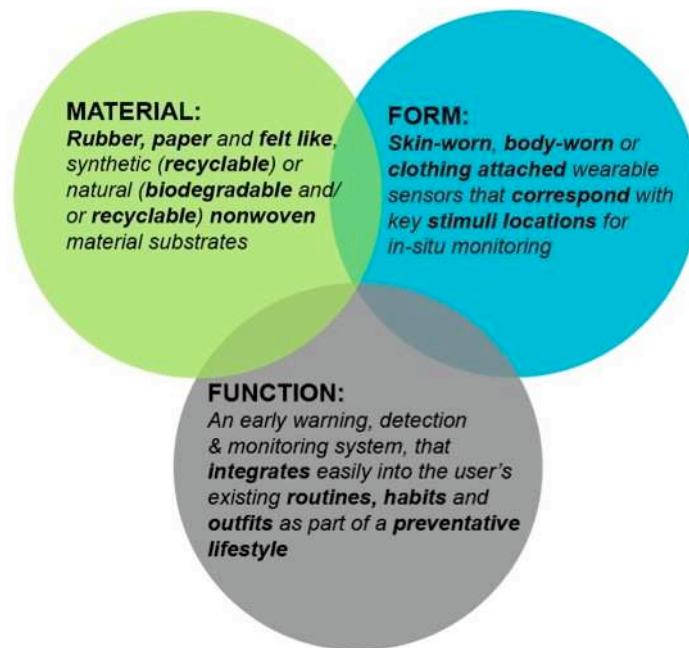 MATERIAL:
Rubber, paper and felt like,
synthetic (recyclable) or
natural (biodegradable and/
or recyclable) nonwoven
material substrates
FORM:
Skin-worn, body-worn or
clothing attached wearable
sensors that correspond with
key stimuli locations for
in-situ monitoring
FUNCTION:
An early warning, detection
& monitoring system, that
integrates easily into the user's
existing routines, habits and
outfits as part of a preventative
lifestyle